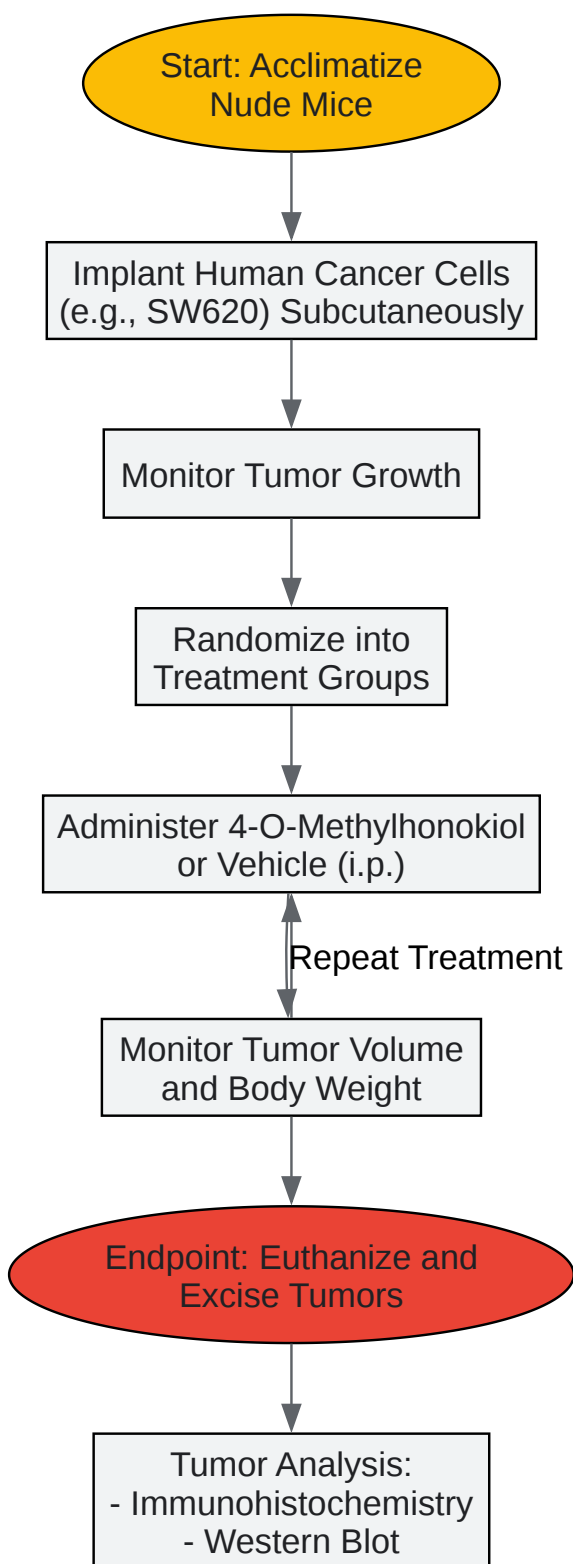 Start: Acclimatize
Nude Mice
Implant Human Cancer Cells
(e.g., SW620) Subcutaneously
Monitor Tumor Growth
Randomize into
Treatment Groups
Administer 4-O-Methylhonokiol
or Vehicle (i.p.)
Repeat Treatment
Monitor Tumor Volume
and Body Weight
Endpoint: Euthanize and
Excise Tumors
Tumor Analysis:
- Immunohistochemistry
- Western Blot